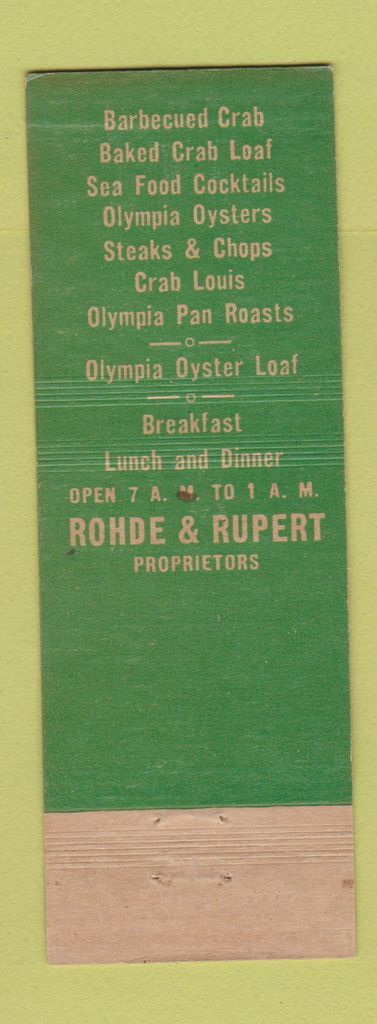 Barbecued Crab
Baked Crab Loaf
Sea Food Cocktails
Olympia Oysters
Steaks & Chops
Crab Louis
Olympia Pan Roasts
Olympia Oyster Loaf
Breakfast
Lunch and Dinner
OPEN 7 A. M. TO 1 A. M.
ROHDE & RUPERT
PROPRIETORS